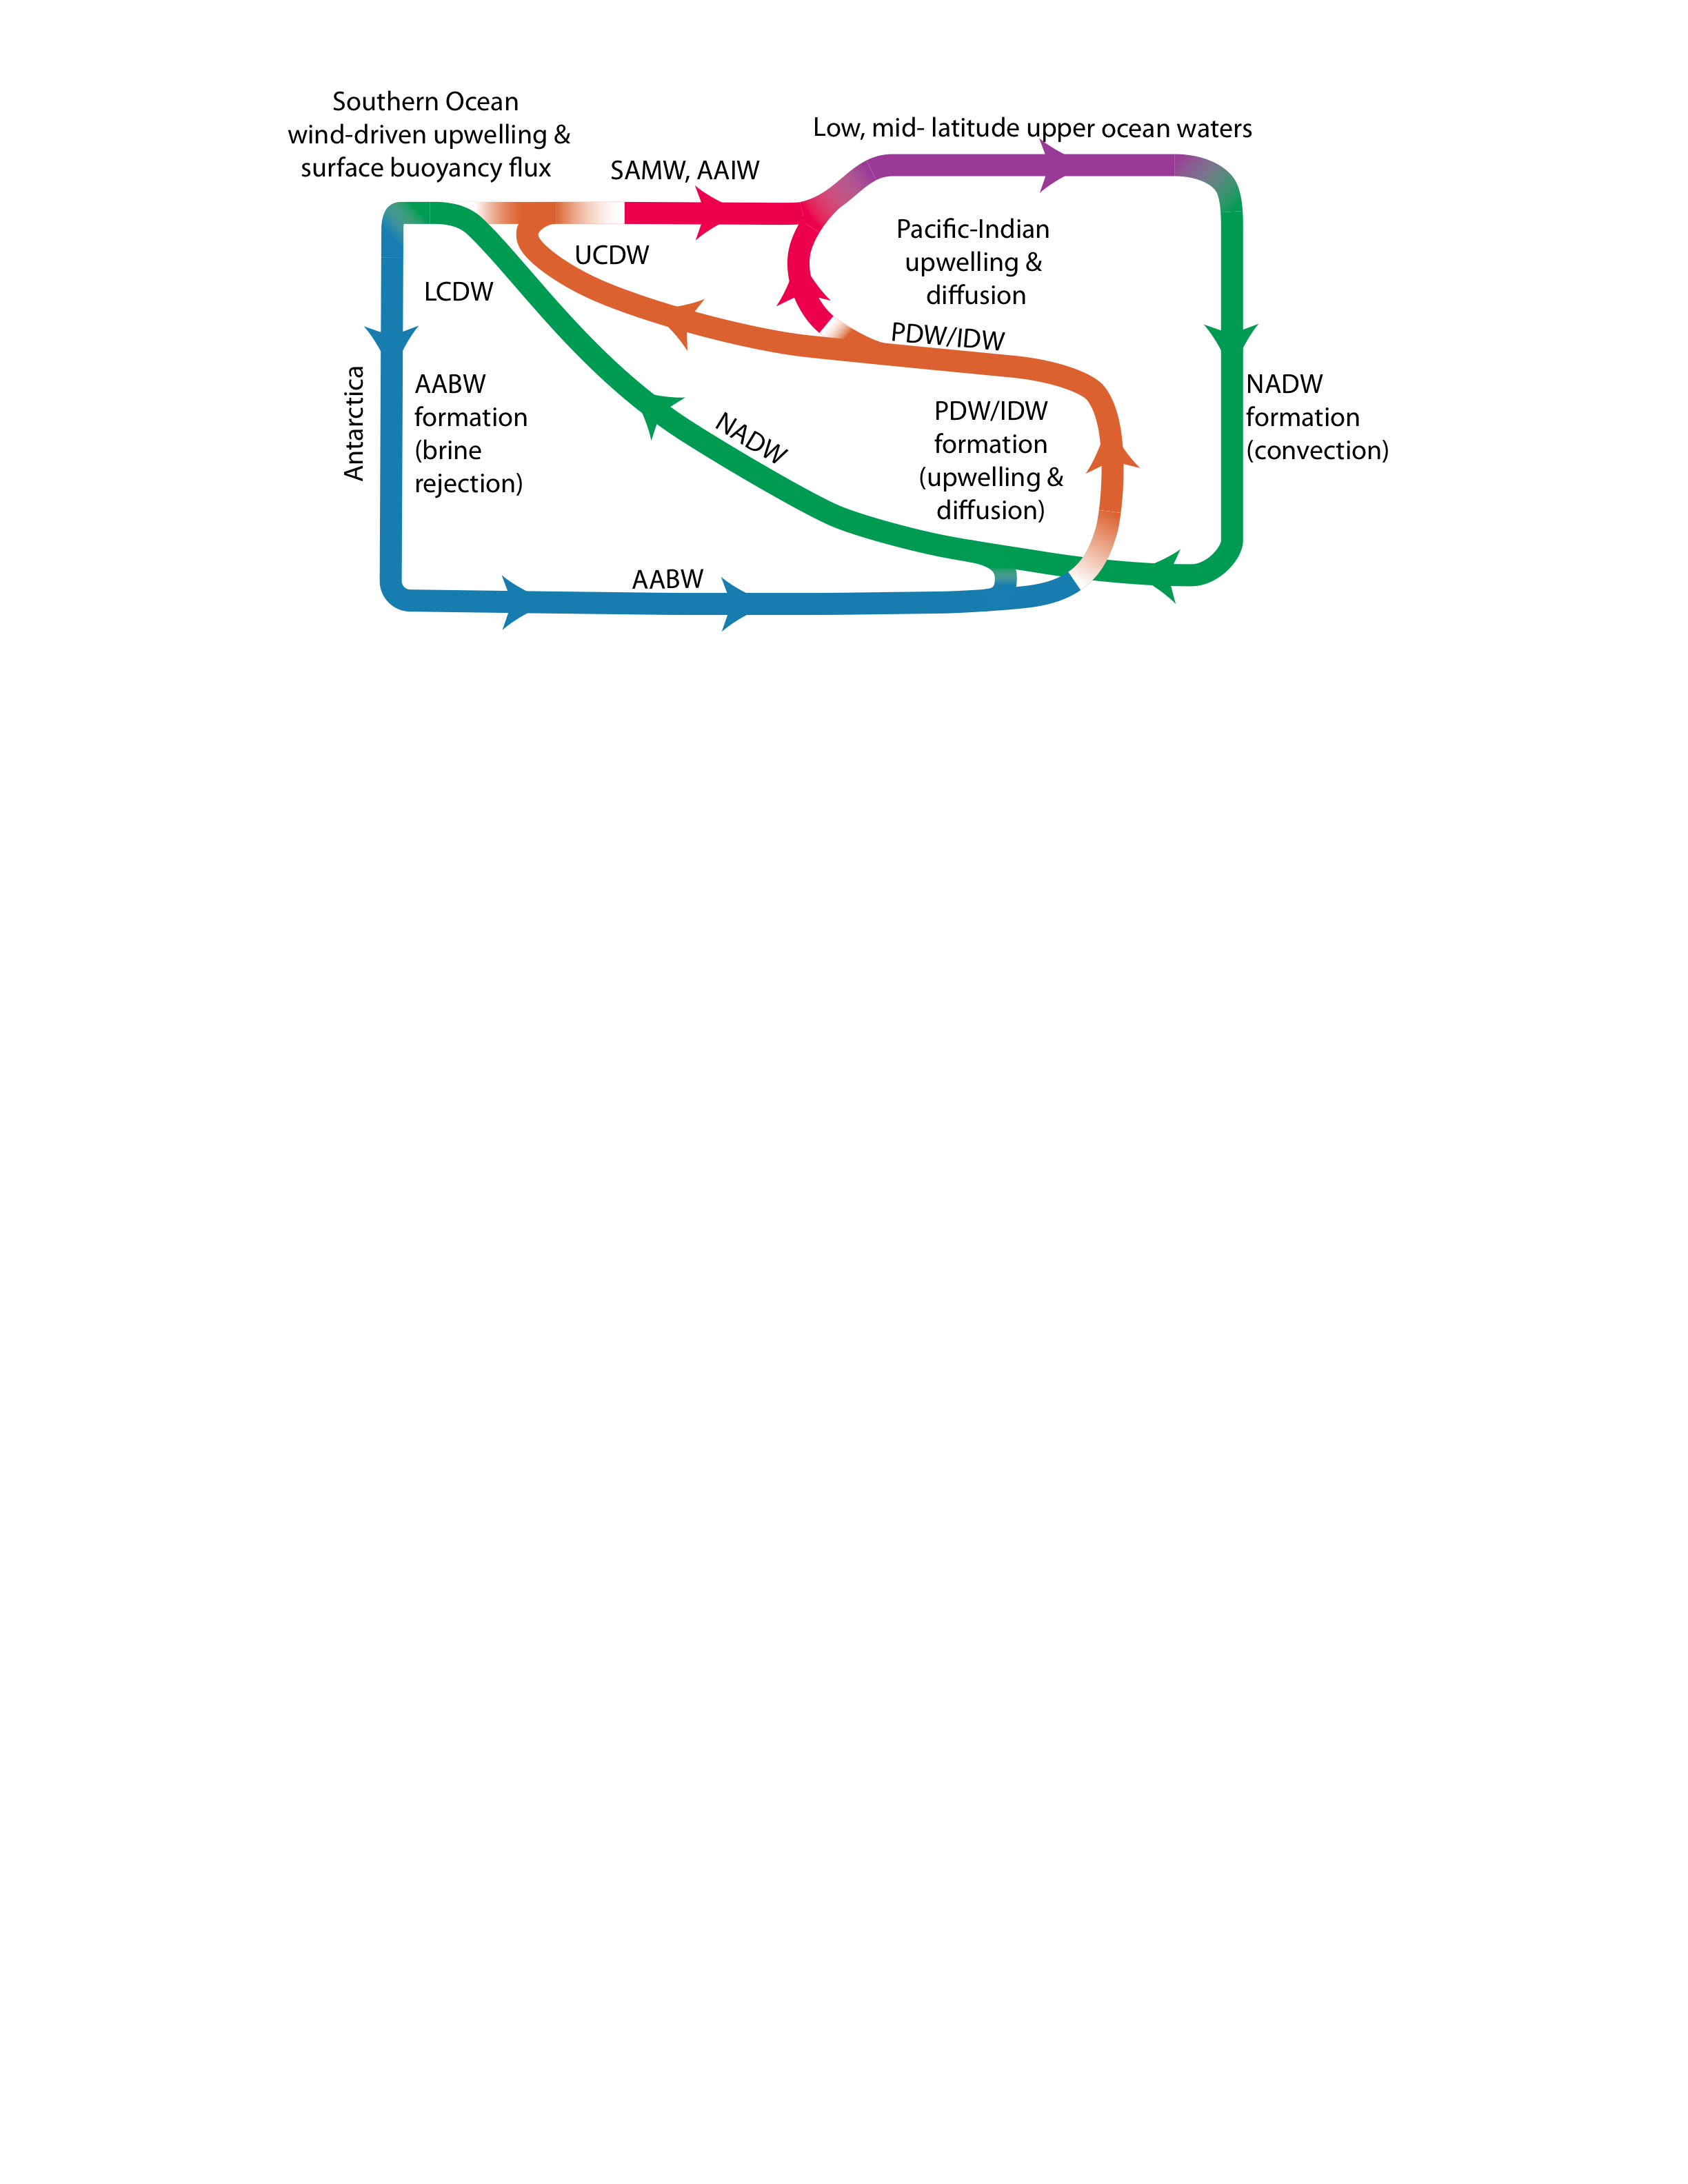 Southern Ocean
wind-driven upwelling &
surface buoyancy flux
SAMW, AAIW
Low, mid- latitude upper ocean waters
UCDW
LCDW
Pacific-Indian
upwelling &
diffusion
PDW/IDW
Antarctica
AABW
formation
(brine
rejection)
NADW
PDW/IDW
formation
(upwelling &
diffusion)
NADW
formation
(convection)
AABW